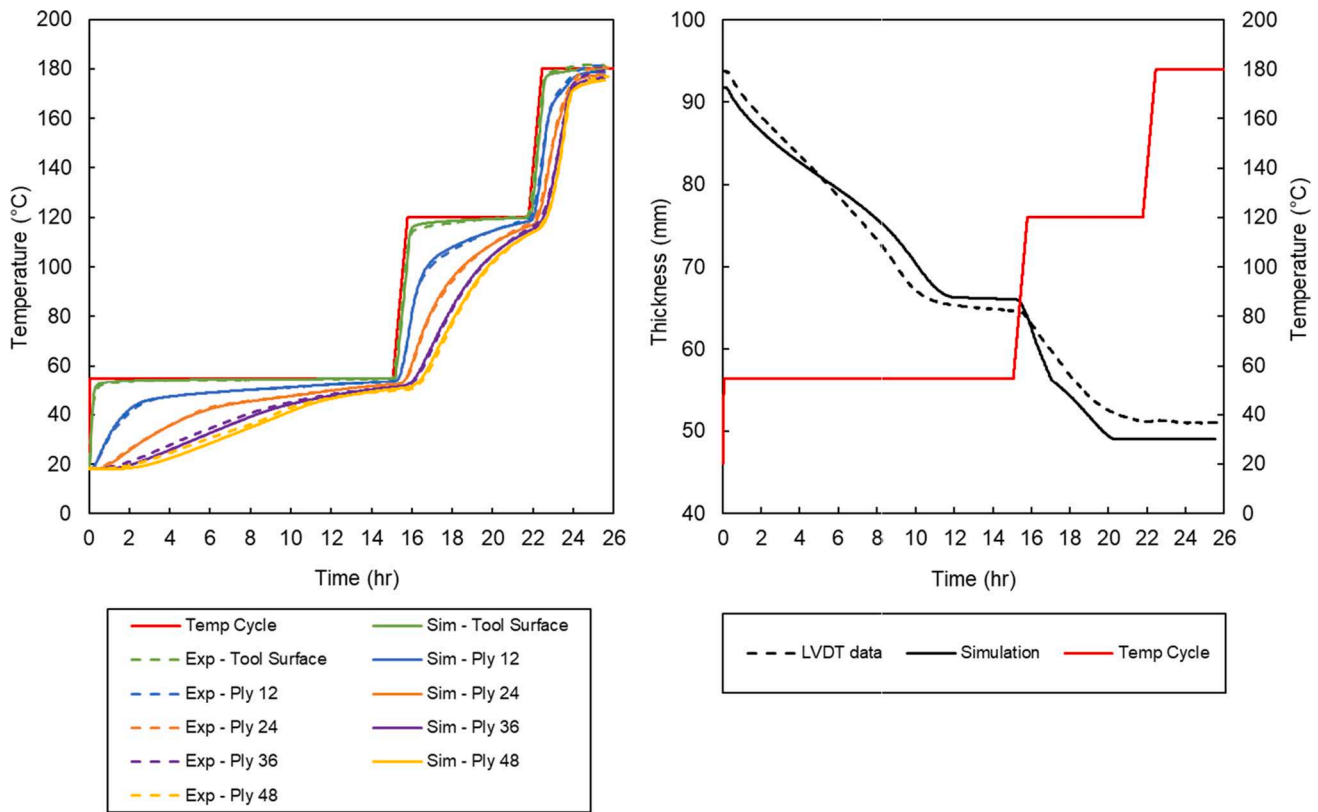 200
180
160
140
120
100
80
60
40
20
0
Temperature (°C)
0 2 4 6 8 10 12 14 16 18 20 22 24 26
Time (hr)
Temp Cycle
Sim - Tool Surface
Exp - Tool Surface
Sim - Ply 12
Exp - Ply 12
Sim - Ply 24
Exp - Ply 24
Sim - Ply 36
Exp - Ply 36
Sim - Ply 48
Exp - Ply 48
100
90
80
70
60
50
40
Thickness (mm)
200
180
160
140
120
100
80
60
40
20
0
Temperature (°C)
0 2 4 6 8 10 12 14 16 18 20 22 24 26
Time (hr)
LVDT data
Simulation
Temp Cycle